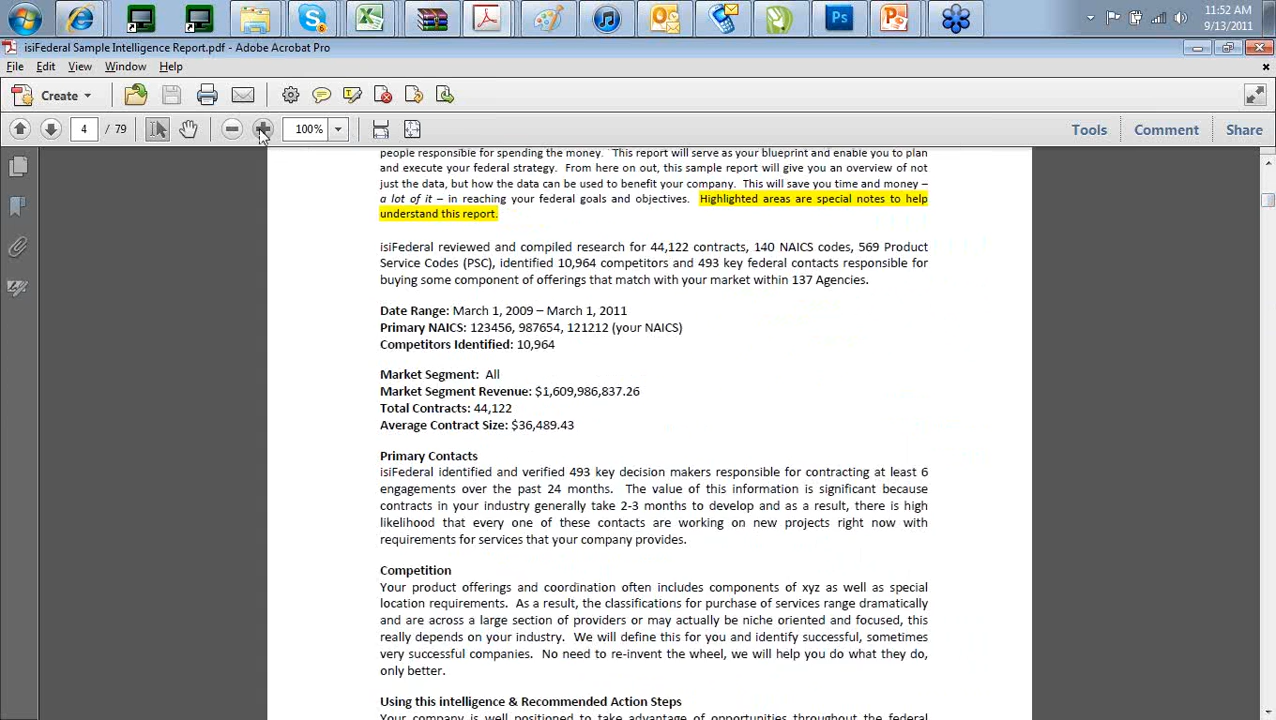 11:52 AM
9/13/2011
isiFederal Sample Intelligence Report.pdf - Adobe Acrobat Pro
File Edit View Window Help
Create
4 / 79 100% Tools Comment Share
people responsible for spending the money. This report will serve as your blueprint and enable you to plan
and execute your federal strategy. From here on out, this sample report will give you an overview of not
just the data, but how the data can be used to benefit your company. This will save you time and money –
a lot of it – in reaching your federal goals and objectives. Highlighted areas are special notes to help
understand this report.
isiFederal reviewed and compiled research for 44,122 contracts, 140 NAICS codes, 569 Product
Service Codes (PSC), identified 10,964 competitors and 493 key federal contacts responsible for
buying some component of offerings that match with your market within 137 Agencies.
Date Range: March 1, 2009 – March 1, 2011
Primary NAICS: 123456, 987654, 121212 (your NAICS)
Competitors Identified: 10,964
Market Segment: All
Market Segment Revenue: $1,609,986,837.26
Total Contracts: 44,122
Average Contract Size: $36,489.43
Primary Contacts
isiFederal identified and verified 493 key decision makers responsible for contracting at least 6
engagements over the past 24 months. The value of this information is significant because
contracts in your industry generally take 2-3 months to develop and as a result, there is high
likelihood that every one of these contacts are working on new projects right now with
requirements for services that your company provides.
Competition
Your product offerings and coordination often includes components of xyz as well as special
location requirements. As a result, the classifications for purchase of services range dramatically
and are across a large section of providers or may actually be niche oriented and focused, this
really depends on your industry. We will define this for you and identify successful, sometimes
very successful companies. No need to re-invent the wheel, we will help you do what they do,
only better.
Using this intelligence & Recommended Action Steps
Your company is well positioned to take advantage of opportunities throughout the federal